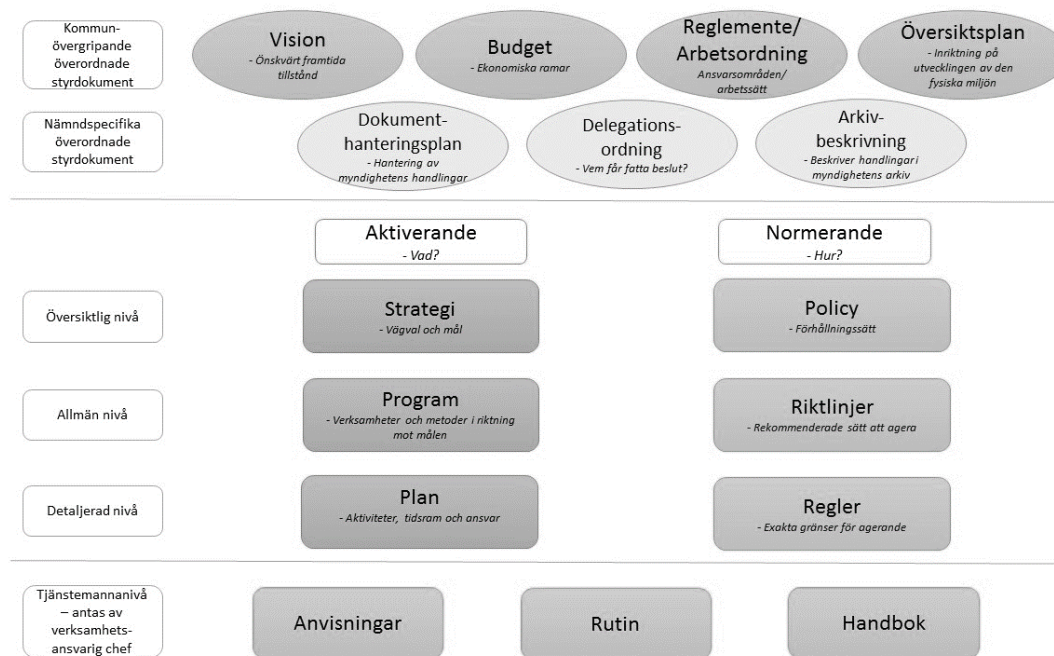 Kommun-
övergripande
överordnade
styrdokument
Vision
- Önskvärt framtida
tillstånd
Budget
- Ekonomiska ramar
Reglemente/
Arbetsordning
Ansvarsområden/
arbetssätt
Översiktsplan
- Inriktning på
utvecklingen av den
fysiska miljön
Nämndspecifika
överordnade
styrdokument
Dokument-
hanteringsplan
- Hantering av
myndighetens handlingar
Delegations-
ordning
- Vem får fatta beslut?
Arkiv-
beskrivning
- Beskriver handlingar i
myndighetens arkiv
Aktiverande
- Vad?
Normerande
- Hur?
Översiktlig nivå
Strategi
- Vägval och mål
Policy
- Förhållningssätt
Allmän nivå
Program
- Verksamheter och metoder i riktning
mot målen
Riktlinjer
- Rekommenderade sätt att agera
Detaljerad nivå
Plan
- Aktiviteter, tidsram och ansvar
Regler
- Exakta gränser för agerande
Tjänstemannanivå
– antas av
verksamhets-
ansvarig chef
Anvisningar
Rutin
Handbok